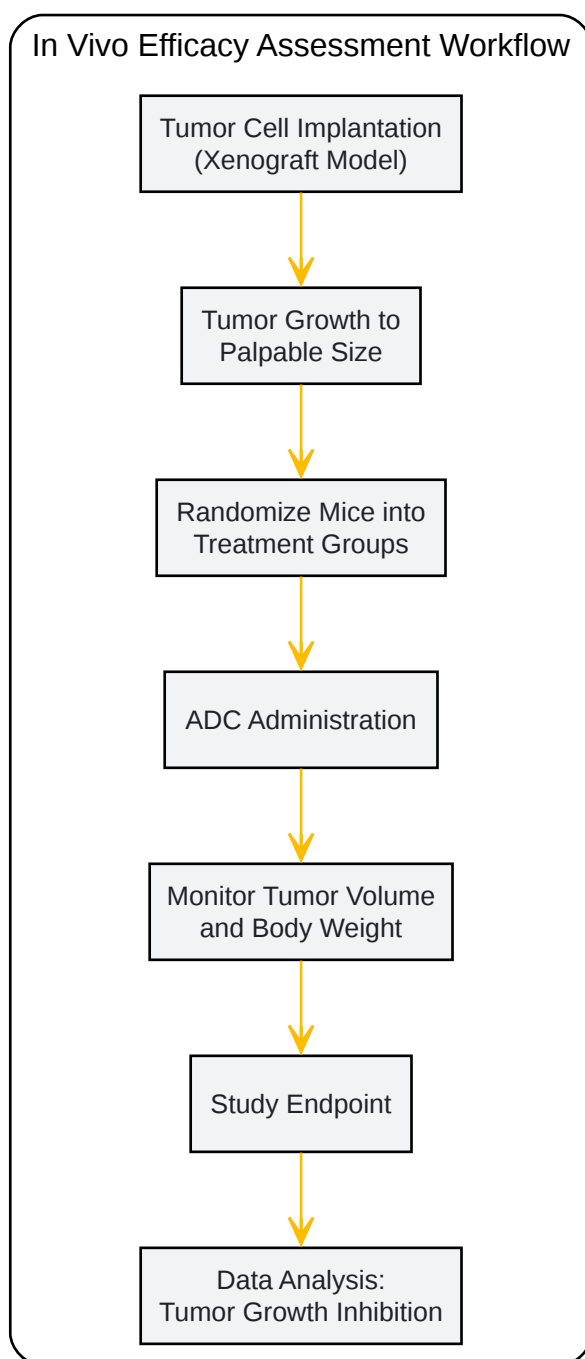 In Vivo Efficacy Assessment Workflow
Tumor Cell Implantation
(Xenograft Model)
Tumor Growth to
Palpable Size
Randomize Mice into
Treatment Groups
ADC Administration
Monitor Tumor Volume
and Body Weight
Study Endpoint
Data Analysis:
Tumor Growth Inhibition